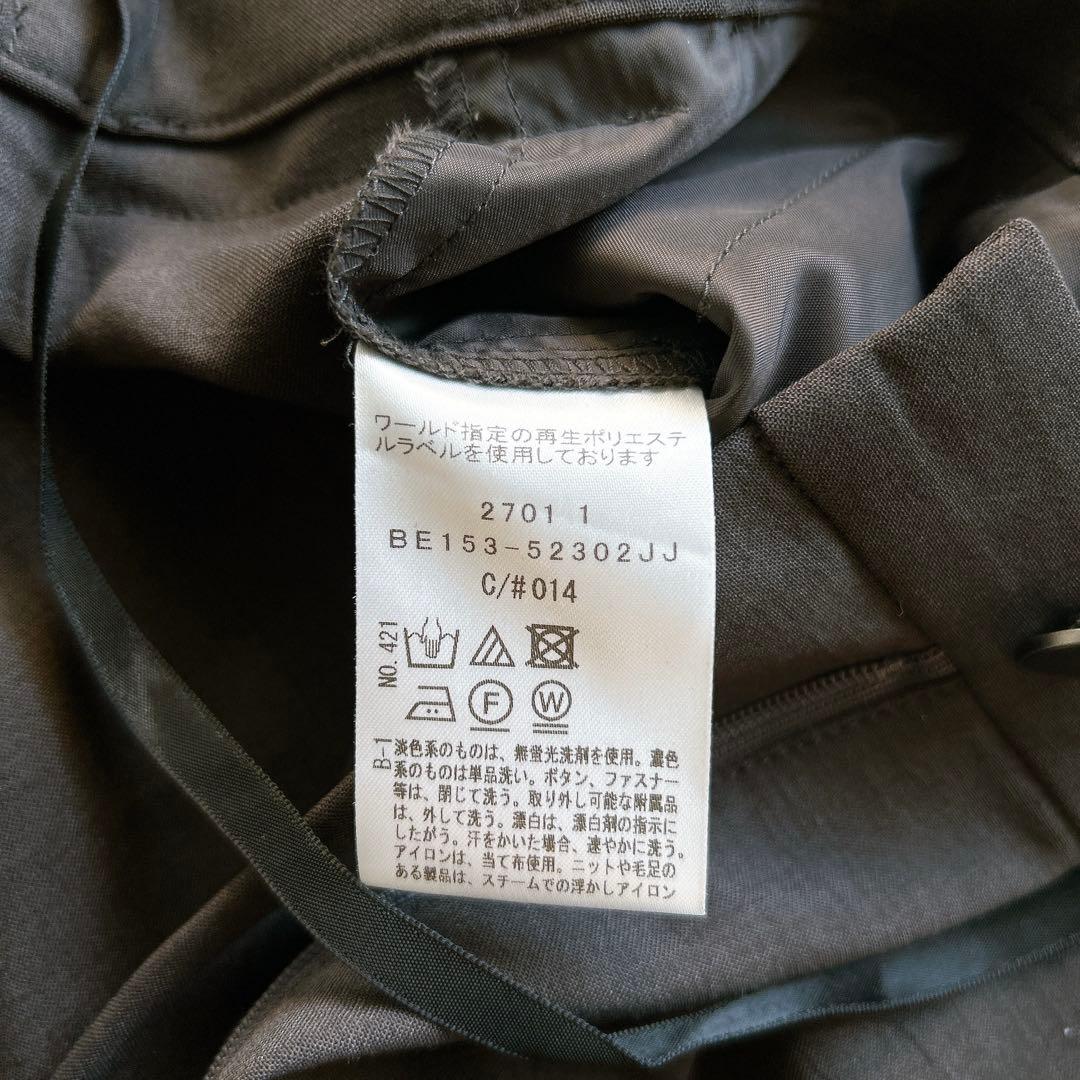 ワールド指定の再生ポリエステ
ルラベルを使用しております
2701 1
BE153-52302JJ
C/#014
NO. 421
F
W
B-1
淡色系のものは、無蛍光洗剤を使用。濃色
系のものは単品洗い。ボタン、ファスナー
等は、閉じて洗う。取り外し可能な附属品
は、外して洗う。漂白は、漂白剤の指示に
したがう。汗をかいた場合、速やかに洗う。
アイロンは、当て布使用。ニットや毛足の
ある製品は、スチームでの浮かしアイロン